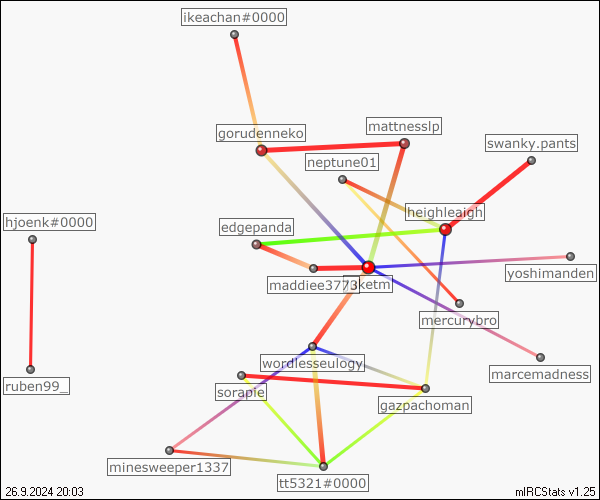 ikeachan#0000
gorudenneko
mattnesslp
swanky.pants
neptune01
heighleaigh
hjoenk#0000
edgepanda
yoshimanden
maddiee3773
ketm
mercurybro
wordlesseulogy
marcemadness
ruben99_
sorapie
gazpachoman
minesweeper1337
tt5321#0000
26.9.2024 20:03
mIRCStats v1.25